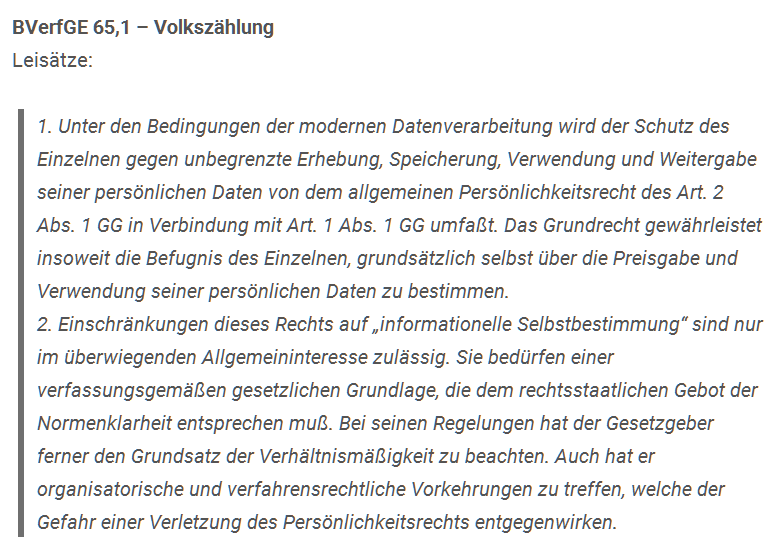 BVerfGE 65,1 – Volkszählung
Leisätze:
1. Unter den Bedingungen der modernen Datenverarbeitung wird der Schutz des
Einzelnen gegen unbegrenzte Erhebung, Speicherung, Verwendung und Weitergabe
seiner persönlichen Daten von dem allgemeinen Persönlichkeitsrecht des Art. 2
Abs. 1 GG in Verbindung mit Art. 1 Abs. 1 GG umfaßt. Das Grundrecht gewährleistet
insoweit die Befugnis des Einzelnen, grundsätzlich selbst über die Preisgabe und
Verwendung seiner persönlichen Daten zu bestimmen.
2. Einschränkungen dieses Rechts auf „informationelle Selbstbestimmung“ sind nur
im überwiegenden Allgemeininteresse zulässig. Sie bedürfen einer
verfassungsgemäßen gesetzlichen Grundlage, die dem rechtsstaatlichen Gebot der
Normenklarheit entsprechen muß. Bei seinen Regelungen hat der Gesetzgeber
ferner den Grundsatz der Verhältnismäßigkeit zu beachten. Auch hat er
organisatorische und verfahrensrechtliche Vorkehrungen zu treffen, welche der
Gefahr einer Verletzung des Persönlichkeitsrechts entgegenwirken.